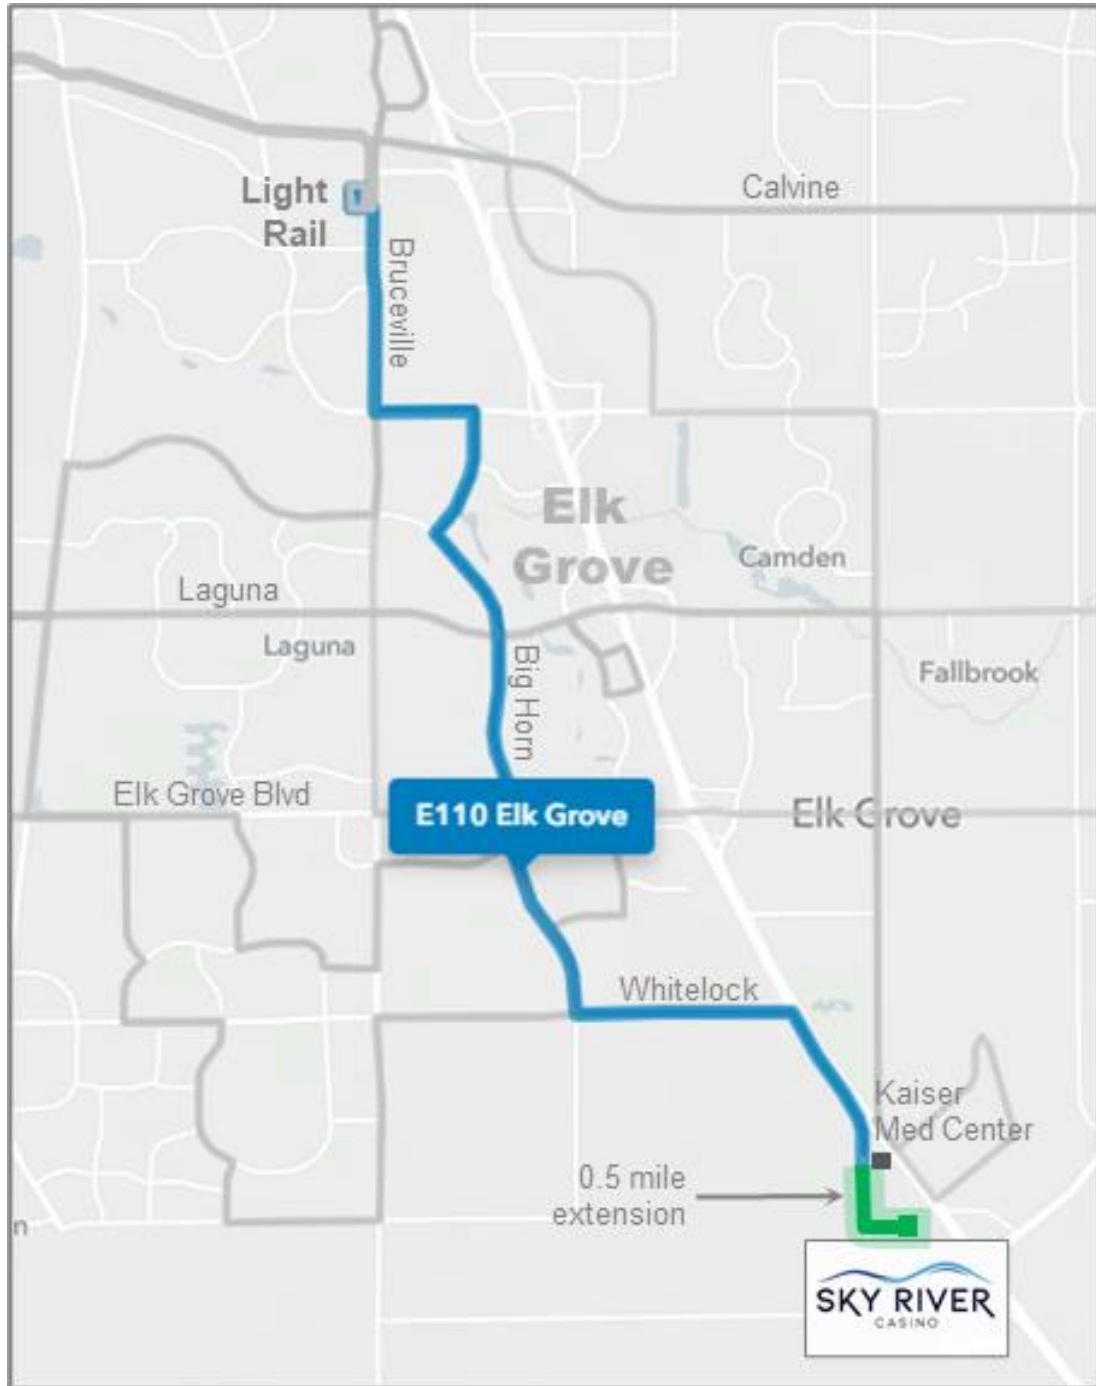 Calvine
Light
Rail
Bruceville
Elk
Grove
Camden
Laguna
Laguna
Big Horn
Fallbrook
Elk Grove Blvd
E110 Elk Grove
Elk Grove
Whitelock
Kaiser
Med Center
0.5 mile
extension
n
SKY RIVER
CASINO